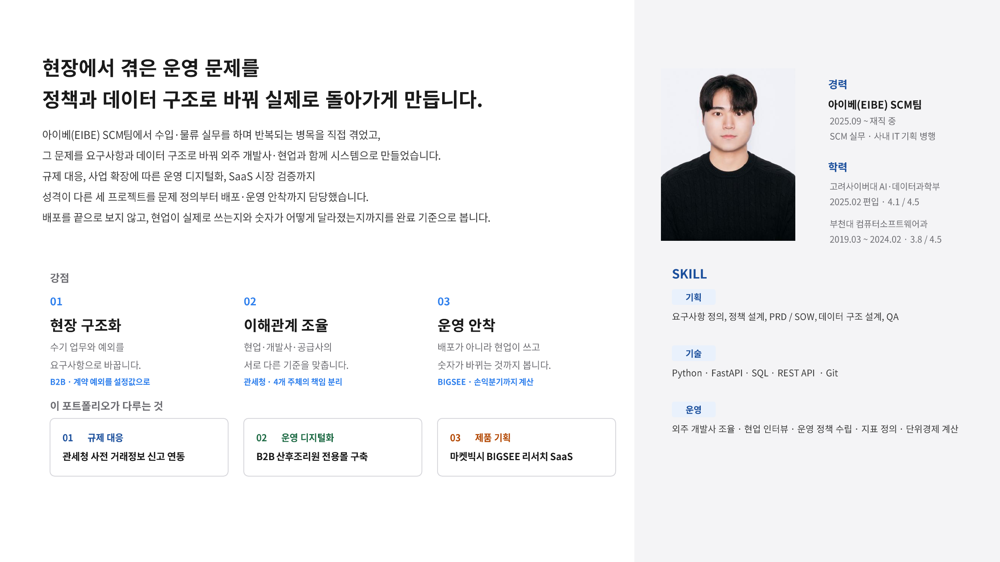 현장에서 겪은 운영 문제를
정책과 데이터 구조로 바꿔 실제로 돌아가게 만듭니다.
아이베(EIBE) SCM팀에서 수입·물류 실무를 하며 반복되는 병목을 직접 겪었고,
그 문제를 요구사항과 데이터 구조로 바꿔 외주 개발사·현업과 함께 시스템으로 만들었습니다.
규제 대응, 사업 확장에 따른 운영 디지털화, SaaS 시장 검증까지
성격이 다른 세 프로젝트를 문제 정의부터 배포·운영 안착까지 담당했습니다.
배포를 끝으로 보지 않고, 현업이 실제로 쓰는지와 숫자가 어떻게 달라졌는지까지를 완료 기준으로 봅니다.
강점
01
현장 구조화
수기 업무와 예외를
요구사항으로 바꿉니다.
B2B · 계약 예외를 설정값으로
02
이해관계 조율
현업·개발사·공급사의
서로 다른 기준을 맞춥니다.
관세청 · 4개 주체의 책임 분리
03
운영 안착
배포가 아니라 현업이 쓰고
숫자가 바뀌는 것까지 봅니다.
BIGSEE · 손익분기까지 계산
이 포트폴리오가 다루는 것
01 규제 대응
관세청 사전 거래정보 신고 연동
02 운영 디지털화
B2B 산후조리원 전용몰 구축
03 제품 기획
마켓빅시 BIGSEE 리서치 SaaS
경력
아이베(EIBE) SCM팀
2025.09 ~ 재직 중
SCM 실무 · 사내 IT 기획 병행
학력
고려사이버대 AI·데이터과학부
2025.02 편입 · 4.1 / 4.5
부천대 컴퓨터소프트웨어과
2019.03 ~ 2024.02 · 3.8 / 4.5
SKILL
기획
요구사항 정의, 정책 설계, PRD / SOW, 데이터 구조 설계, QA
기술
Python · FastAPI · SQL · REST API · Git
운영
외주 개발사 조율 · 현업 인터뷰 · 운영 정책 수립 · 지표 정의 · 단위경제 계산